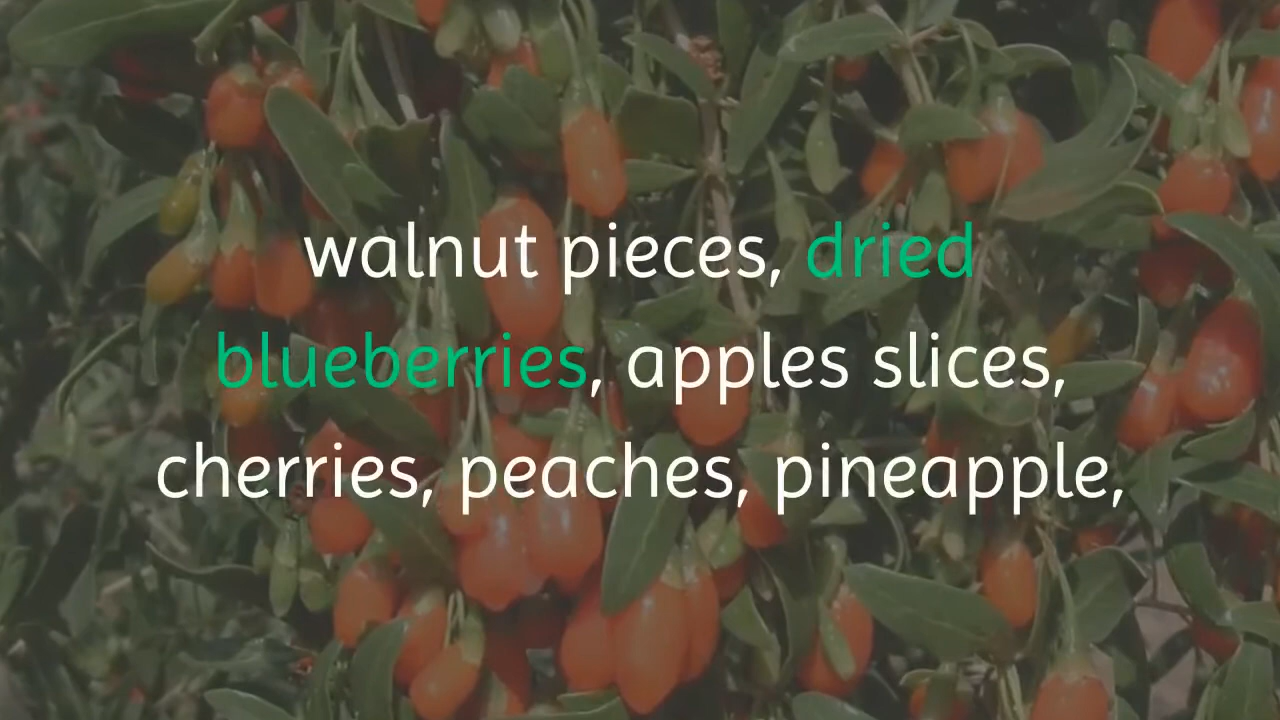 walnut pieces, dried
blueberries, apples slices,
cherries, peaches, pineapple,